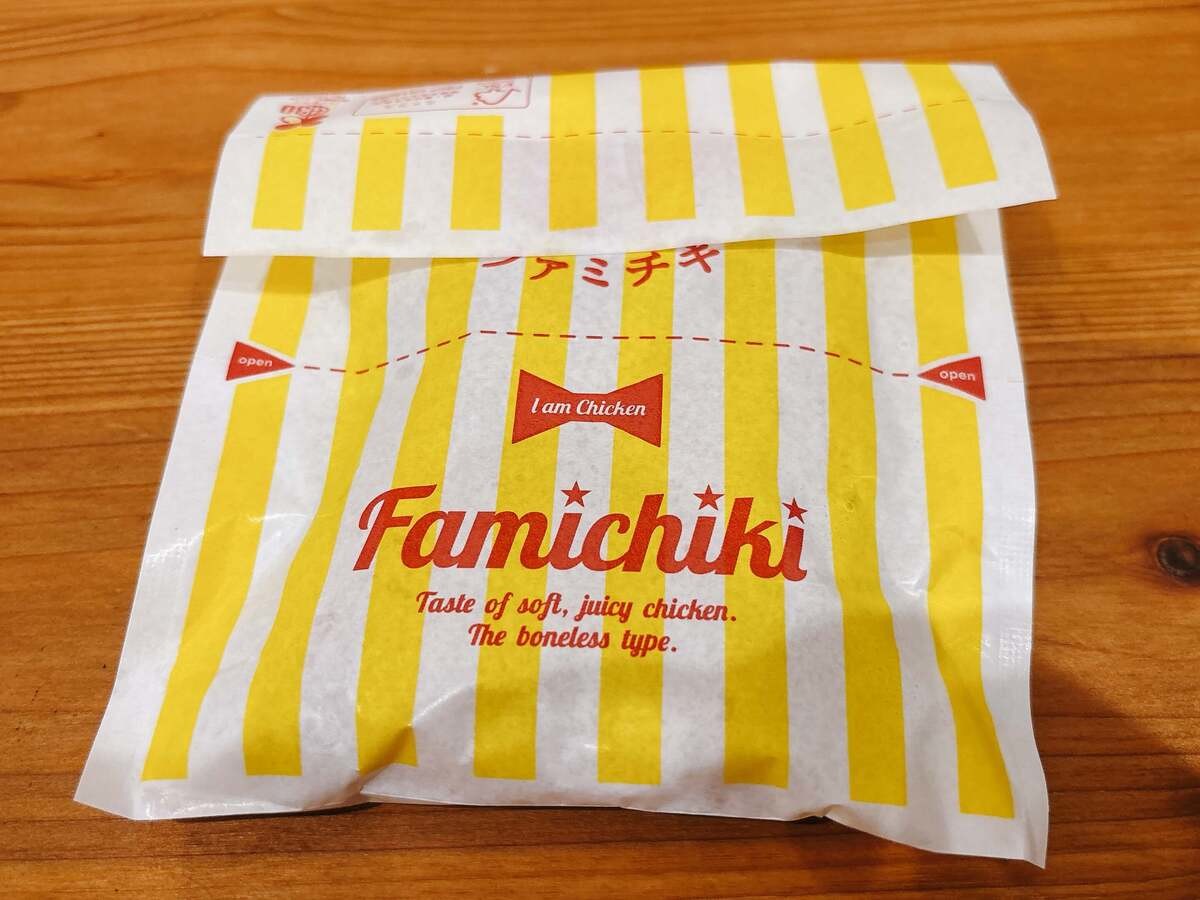 ファミチキ
open
open
I am Chicken
Famichiki
Taste of soft, juicy chicken.
The boneless type.